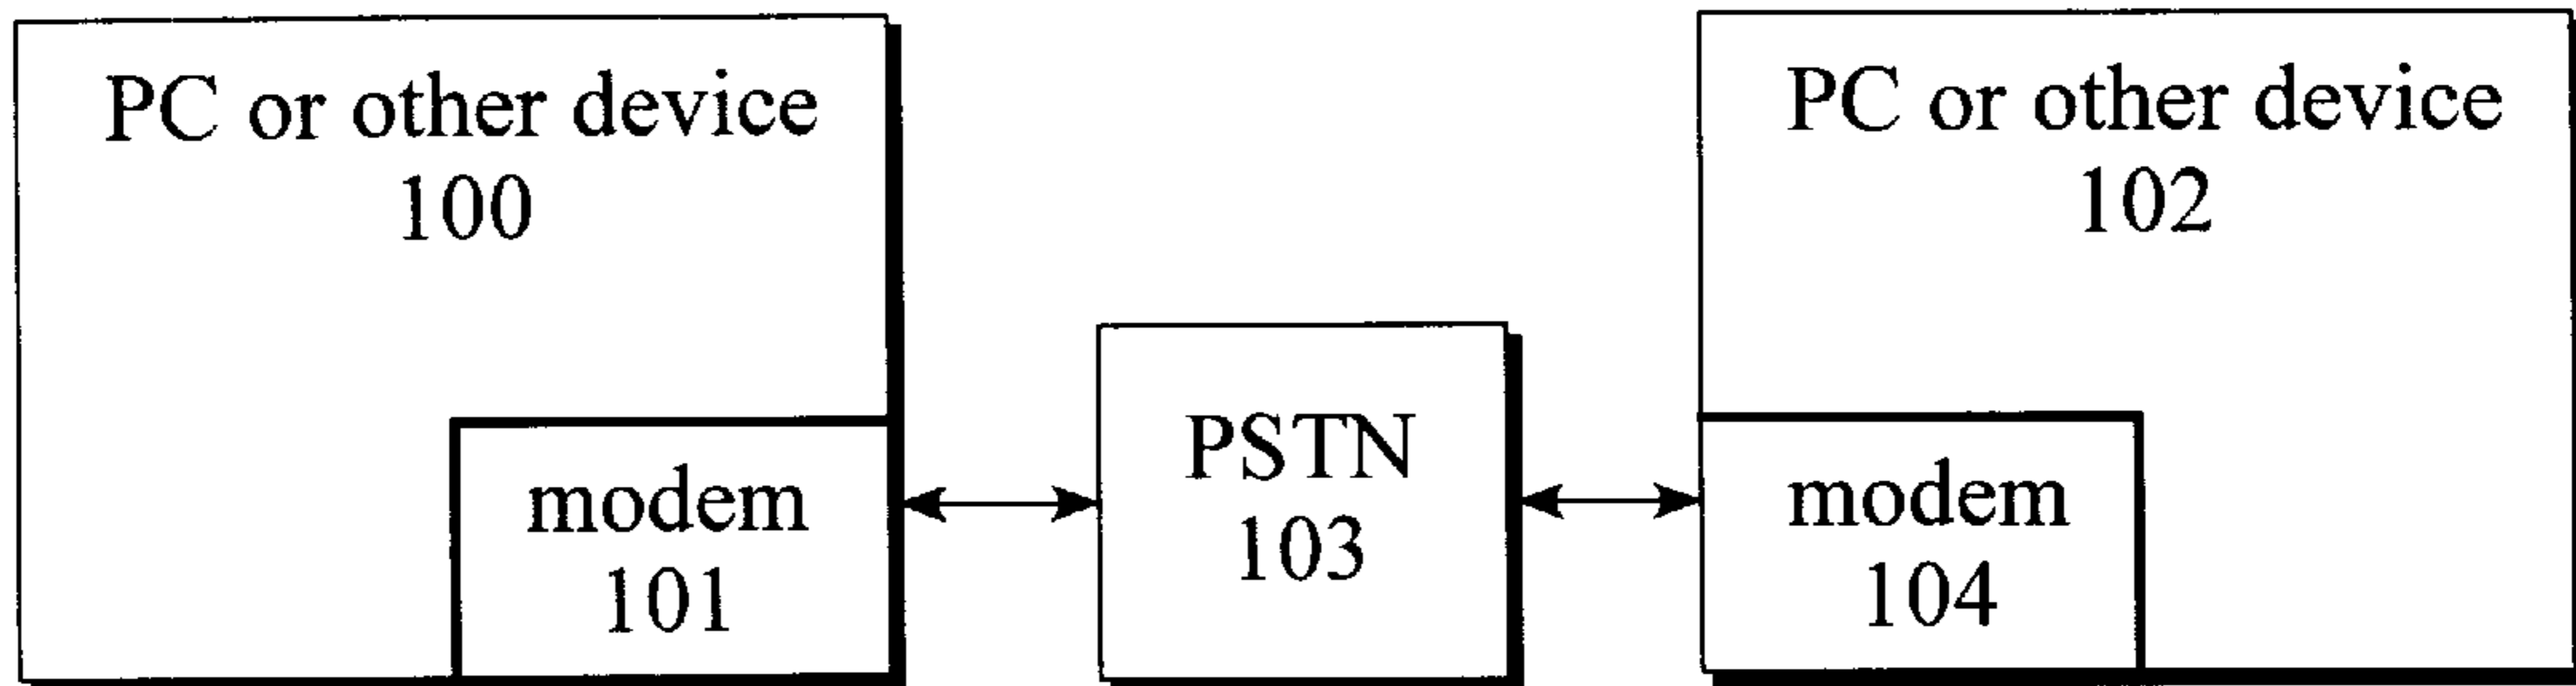 PC or other device
100
modem
101
PSTN
103
PC or other device
102
modem
104